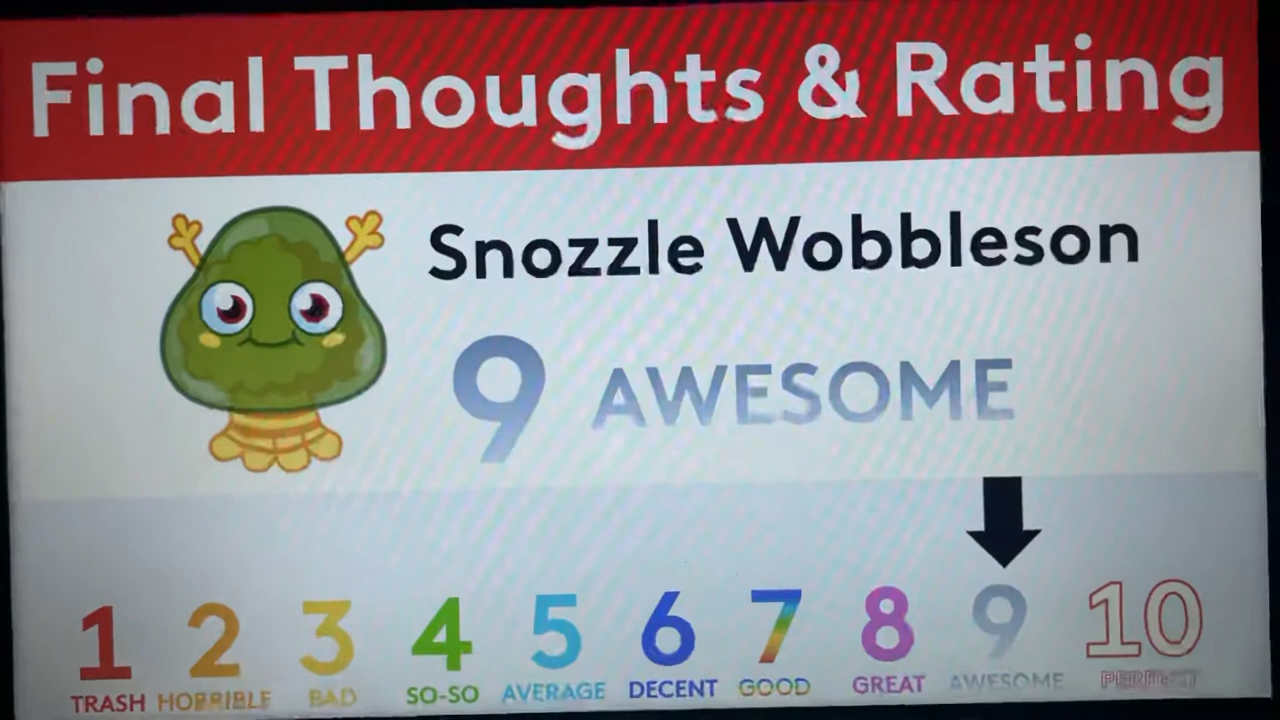 Final Thoughts & Rating
Snozzle Wobbleson
9 AWESOME
1 2 3 4 5 6 7 8 9 10
TRASH HORRIBLE BAD SO-SO AVERAGE DECENT GOOD GREAT AWESOME PERFECT